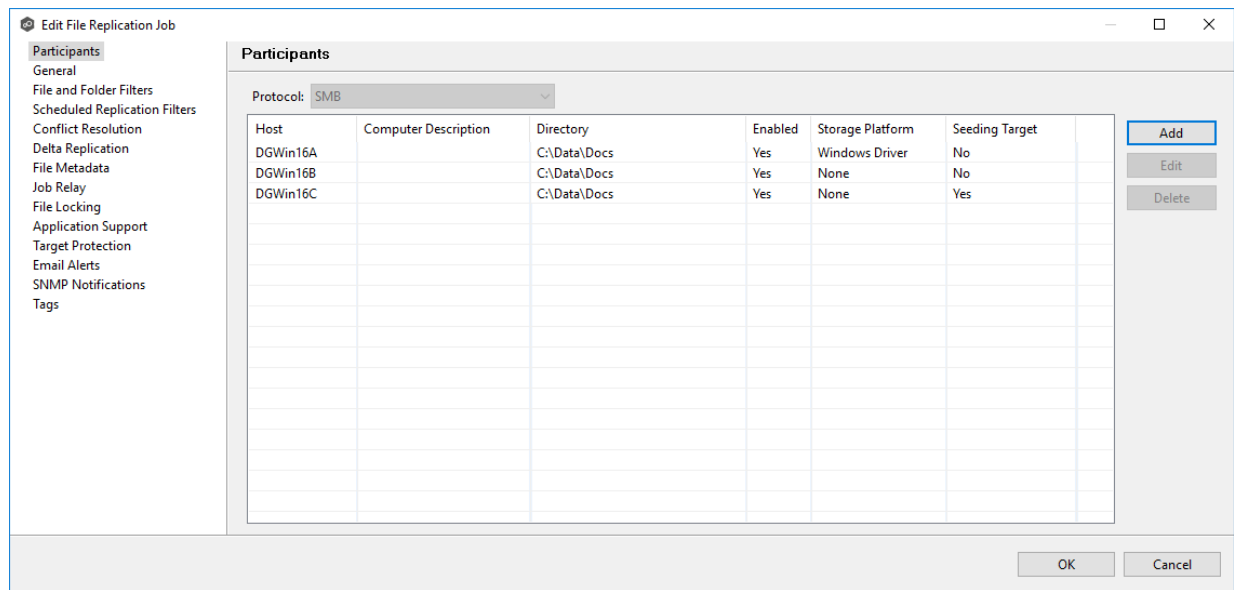 Edit File Replication Job
Participants
General
File and Folder Filters
Scheduled Replication Filters
Conflict Resolution
Delta Replication
File Metadata
Job Relay
File Locking
Application Support
Target Protection
Email Alerts
SNMP Notifications
Tags
Participants
Protocol: SMB
Host Computer Description Directory Enabled Storage Platform Seeding Target
DGWin16A C:\Data\Docs Yes Windows Driver No
DGWin16B C:\Data\Docs Yes None No
DGWin16C C:\Data\Docs Yes None Yes
Add
Edit
Delete
OK Cancel